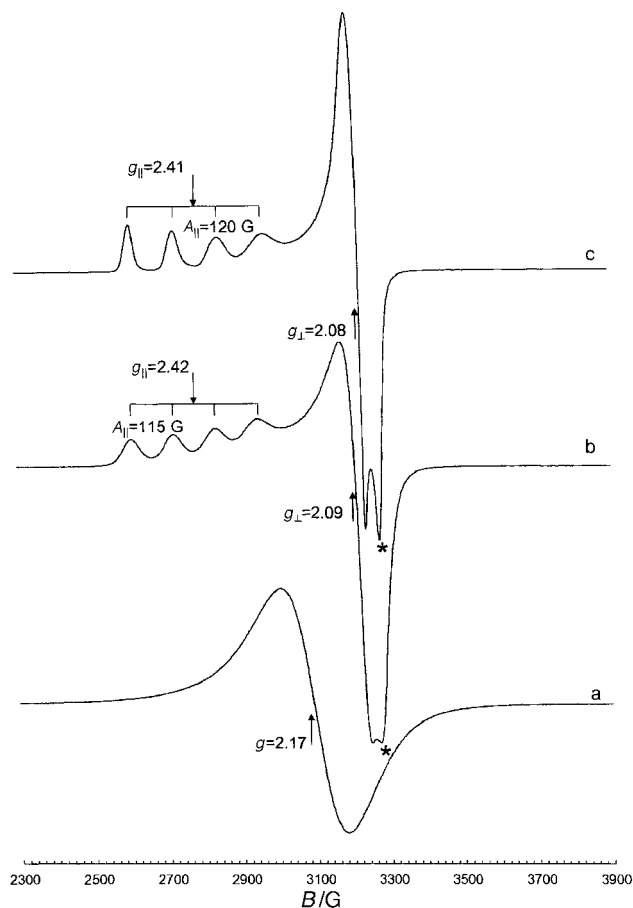 g||=2.41
A||=120 G
c
g⊥=2.08
g||=2.42
A||=115 G
b
g⊥=2.09
*
a
g=2.17
*
2300 2500 2700 2900 3100 3300 3500 3700 3900
B/G